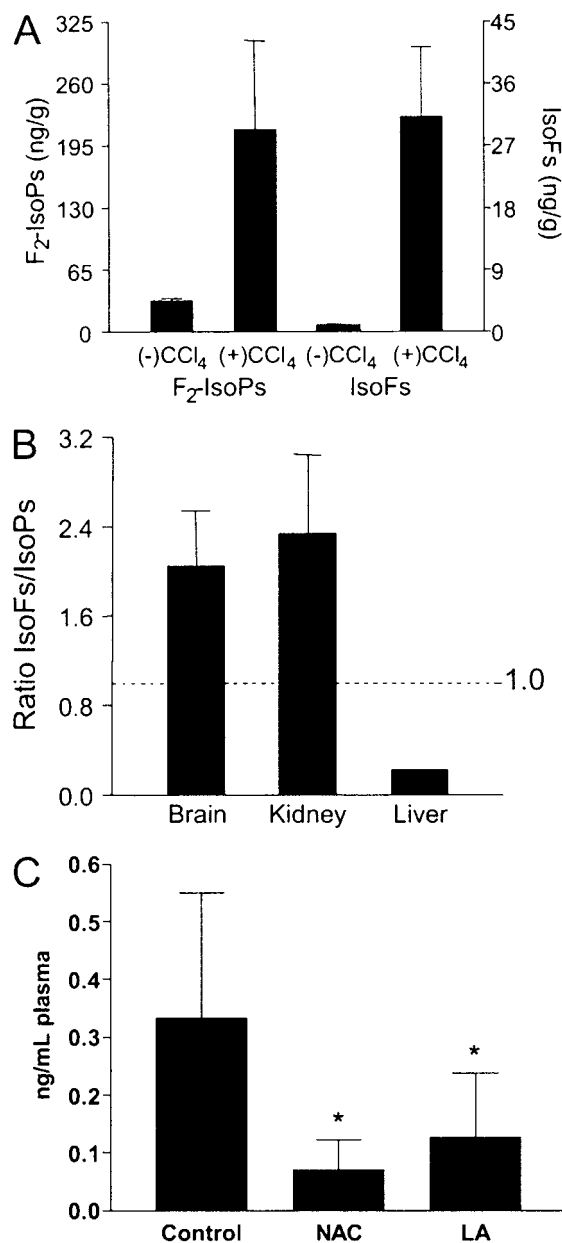 A
325
260
195
130
65
0
F2-IsoPs (ng/g)
45
36
27
18
9
0
IsoFs (ng/g)
(-)CCl4 (+)CCl4 (-)CCl4 (+)CCl4
F2-IsoPs IsoFs
B
3.2
2.4
1.6
0.8
0.0
Ratio IsoFs/IsoPs
1.0
Brain Kidney Liver
C
0.6
0.5
0.4
0.3
0.2
0.1
0.0
ng/mL plasma
*
*
Control NAC LA